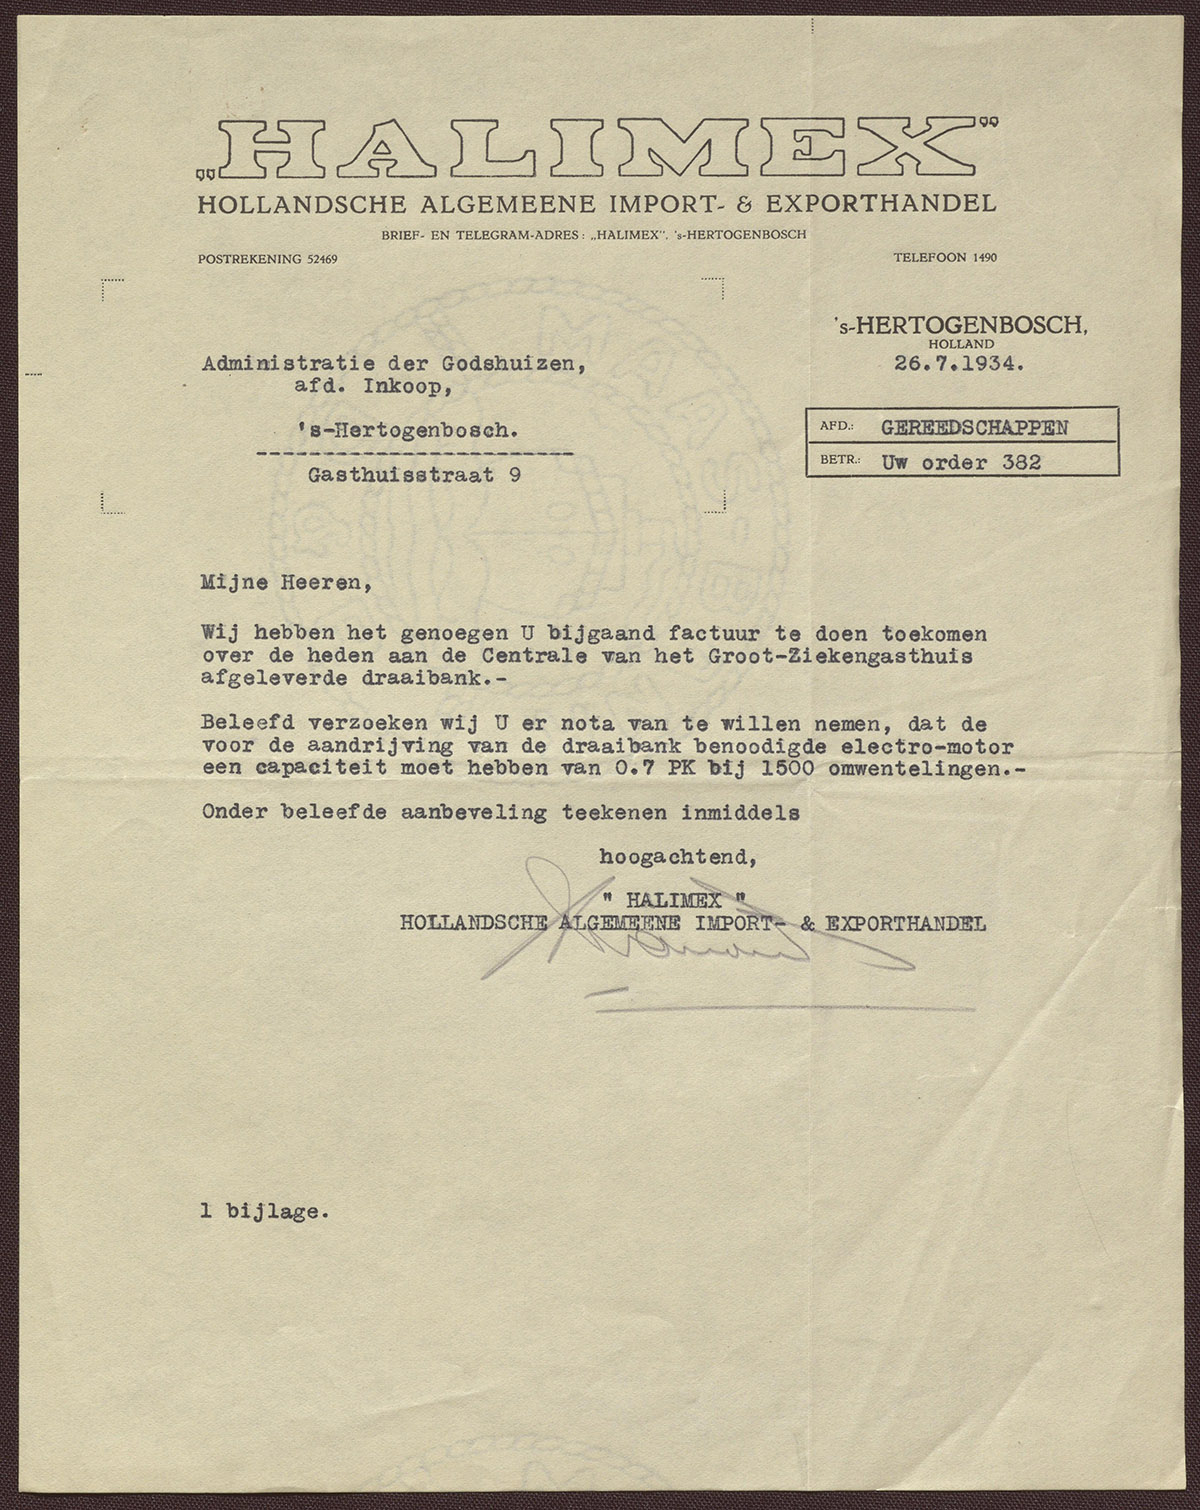 „HALIMEX”
HOLLANDSCHE ALGEMEENE IMPORT- & EXPORTHANDEL
BRIEF- EN TELEGRAM-ADRES: „HALIMEX”. 's-HERTOGENBOSCH
POSTREKENING 52469
TELEFOON 1490
's-HERTOGENBOSCH,
HOLLAND
26.7.1934.
Administratie der Godshuizen,
afd. Inkoop,
's-Hertogenbosch.
Gasthuisstraat 9
AFD.: GEREEDSCHAPPEN
BETR.: Uw order 382
Mijne Heeren,
Wij hebben het genoegen U bijgaand factuur te doen toekomen
over de heden aan de Centrale van het Groot-Ziekengasthuis
afgeleverde draaibank.-
Beleefd verzoeken wij U er nota van te willen nemen, dat de
voor de aandrijving van de draaibank benoodigde electro-motor
een capaciteit moet hebben van 0.7 PK bij 1500 omwentelingen.-
Onder beleefde aanbeveling teekenen inmiddels
hoogachtend,
" HALIMEX "
HOLLANDSCHE ALGEMEENE IMPORT- & EXPORTHANDEL
1 bijlage.